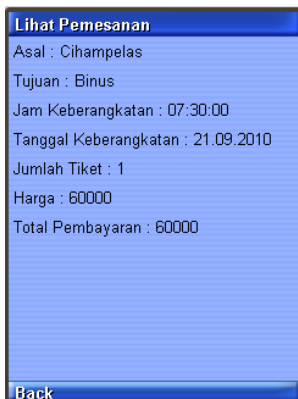 Lihat Pemesanan
Asal : Cihampelas
Tujuan : Binus
Jam Keberangkatan : 07:30:00
Tanggal Keberangkatan : 21.09.2010
Jumlah Tiket : 1
Harga : 60000
Total Pembayaran : 60000
Back